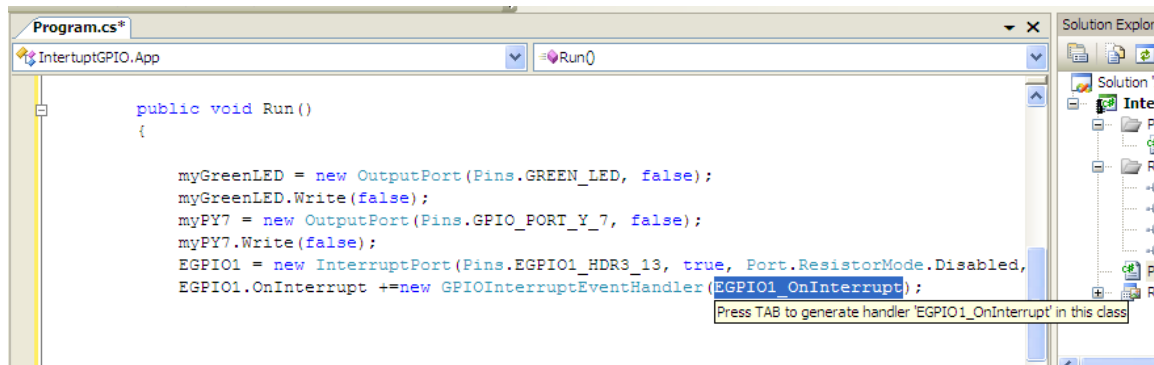 Program.cs*
Solution Explor
IntertuptGPIO.App
Run()
Solution '
Inte
public void Run()
{
myGreenLED = new OutputPort(Pins.GREEN_LED, false);
myGreenLED.Write(false);
myPY7 = new OutputPort(Pins.GPIO_PORT_Y_7, false);
myPY7.Write(false);
EGPIO1 = new InterruptPort(Pins.EGPIO1_HDR3_13, true, Port.ResistorMode.Disabled,
EGPIO1.OnInterrupt +=new GPIOInterruptEventHandler(EGPIO1_OnInterrupt);
Press TAB to generate handler 'EGPIO1_OnInterrupt' in this class